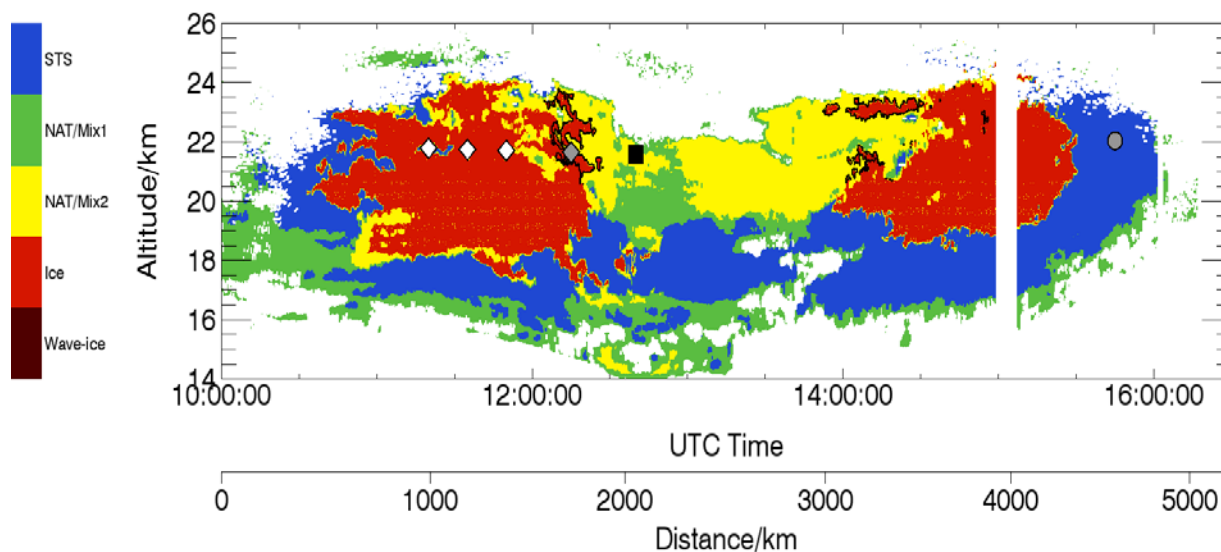 STS
NAT/Mix1
NAT/Mix2
Ice
Wave-ice
Altitude/km
26
24
22
20
18
16
14
10:00:00 12:00:00 14:00:00 16:00:00
UTC Time
0 1000 2000 3000 4000 5000
Distance/km